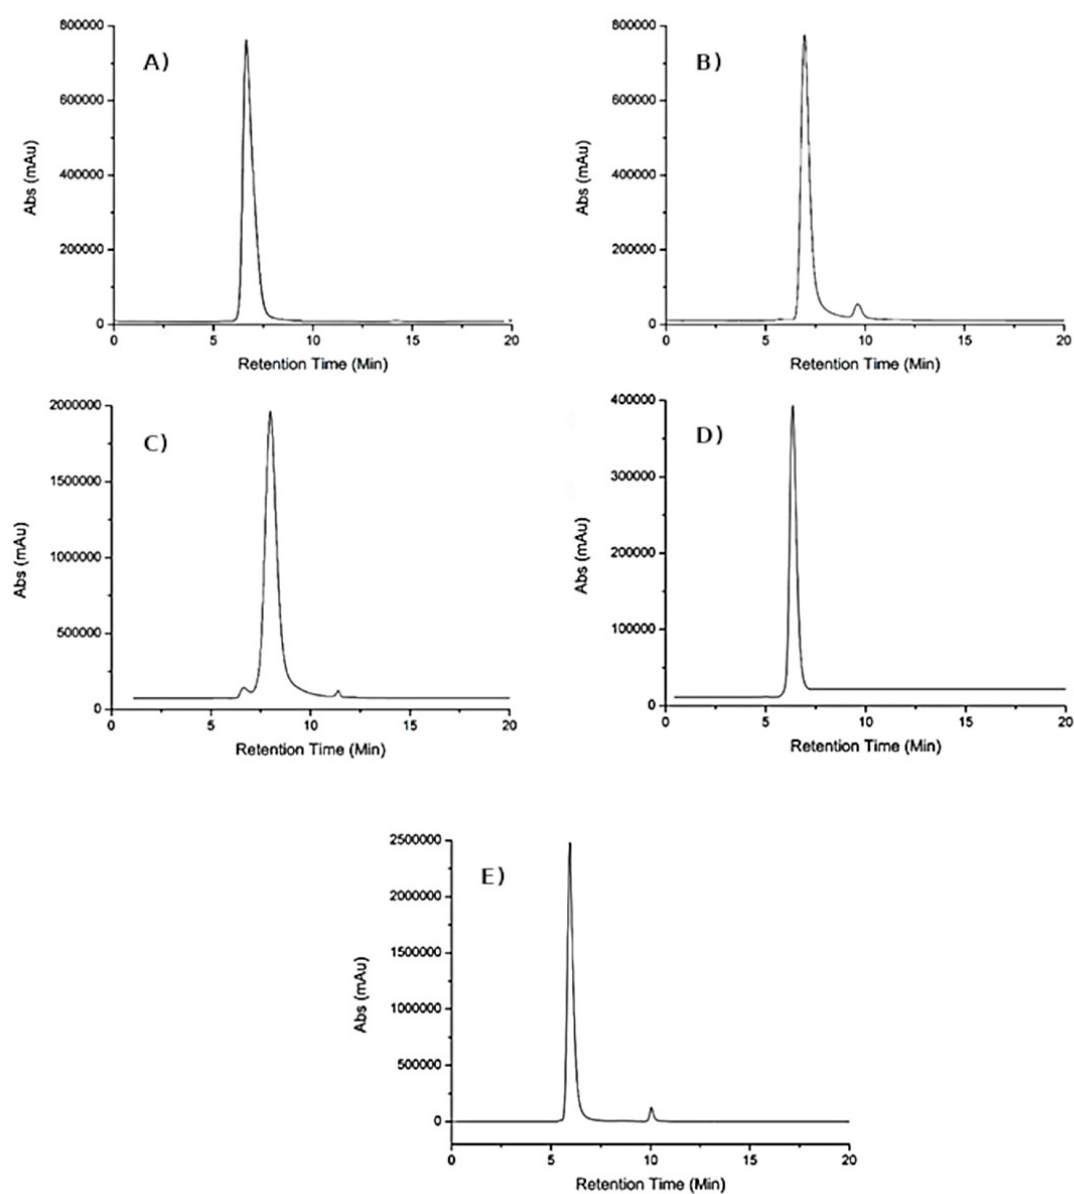 A)
800000
600000
400000
200000
0
Abs (mAu)
0 5 10 15 20
Retention Time (Min)
B)
800000
600000
400000
200000
0
Abs (mAu)
0 5 10 15 20
Retention Time (Min)
C)
2000000
1500000
1000000
500000
0
Abs (mAu)
0 5 10 15 20
Retention Time (Min)
D)
400000
300000
200000
100000
0
Abs (mAu)
0 5 10 15 20
Retention Time (Min)
E)
2500000
2000000
1500000
1000000
500000
0
Abs (mAu)
0 5 10 15 20
Retention Time (Min)